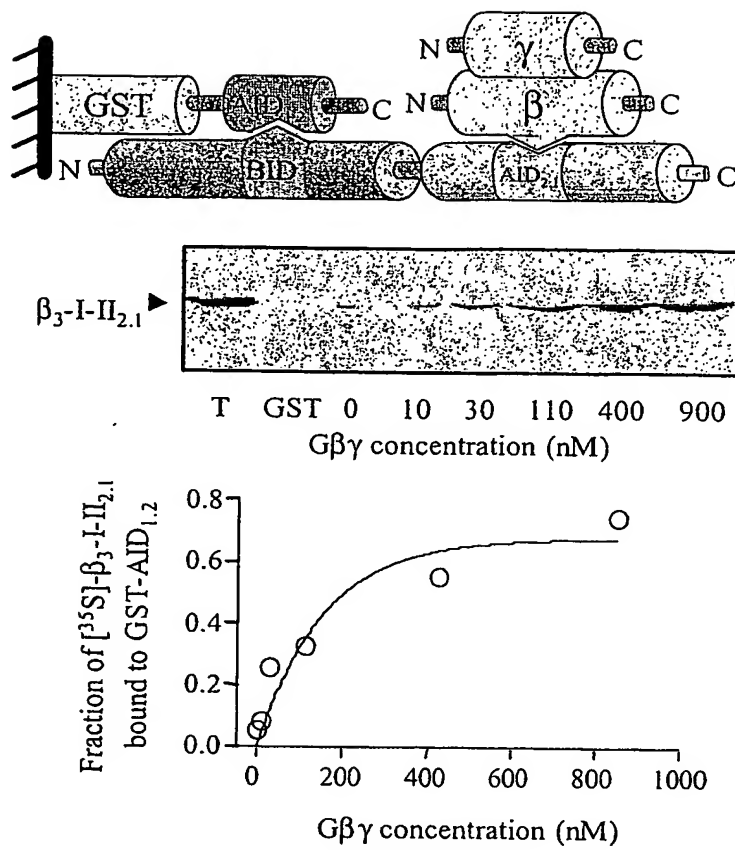 N γ C
GST AID C N β C
N BID AID2.1 C
β3-I-II2.1
T GST 0 10 30 110 400 900
Gβγ concentration (nM)
Fraction of [35S]-β3-I-II2.1
bound to GST-AID1.2
0.8
0.6
0.4
0.2
0.0
0 200 400 600 800 1000
Gβγ concentration (nM)